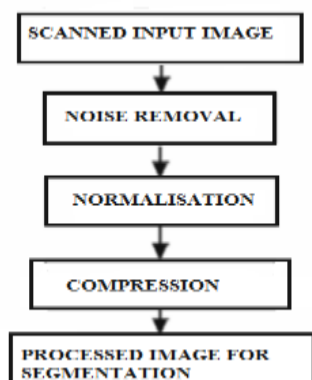 SCANNED INPUT IMAGE
NOISE REMOVAL
NORMALISATION
COMPRESSION
PROCESSED IMAGE FOR
SEGMENTATION